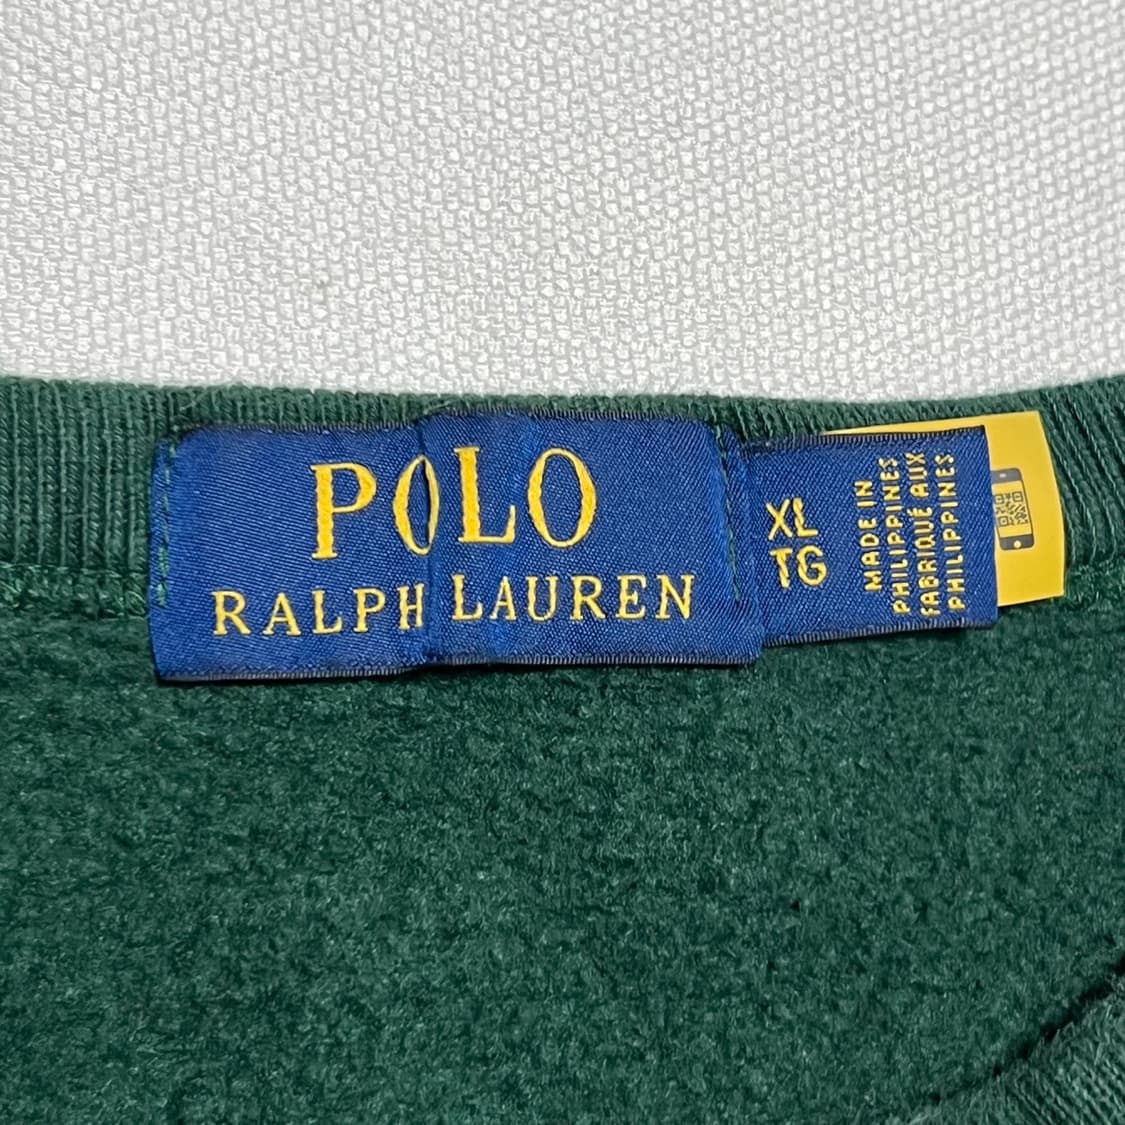 POLO
RALPH LAUREN
XL
TG
MADE IN
PHILIPPINES
FABRIQUÉ AUX
PHILIPPINES